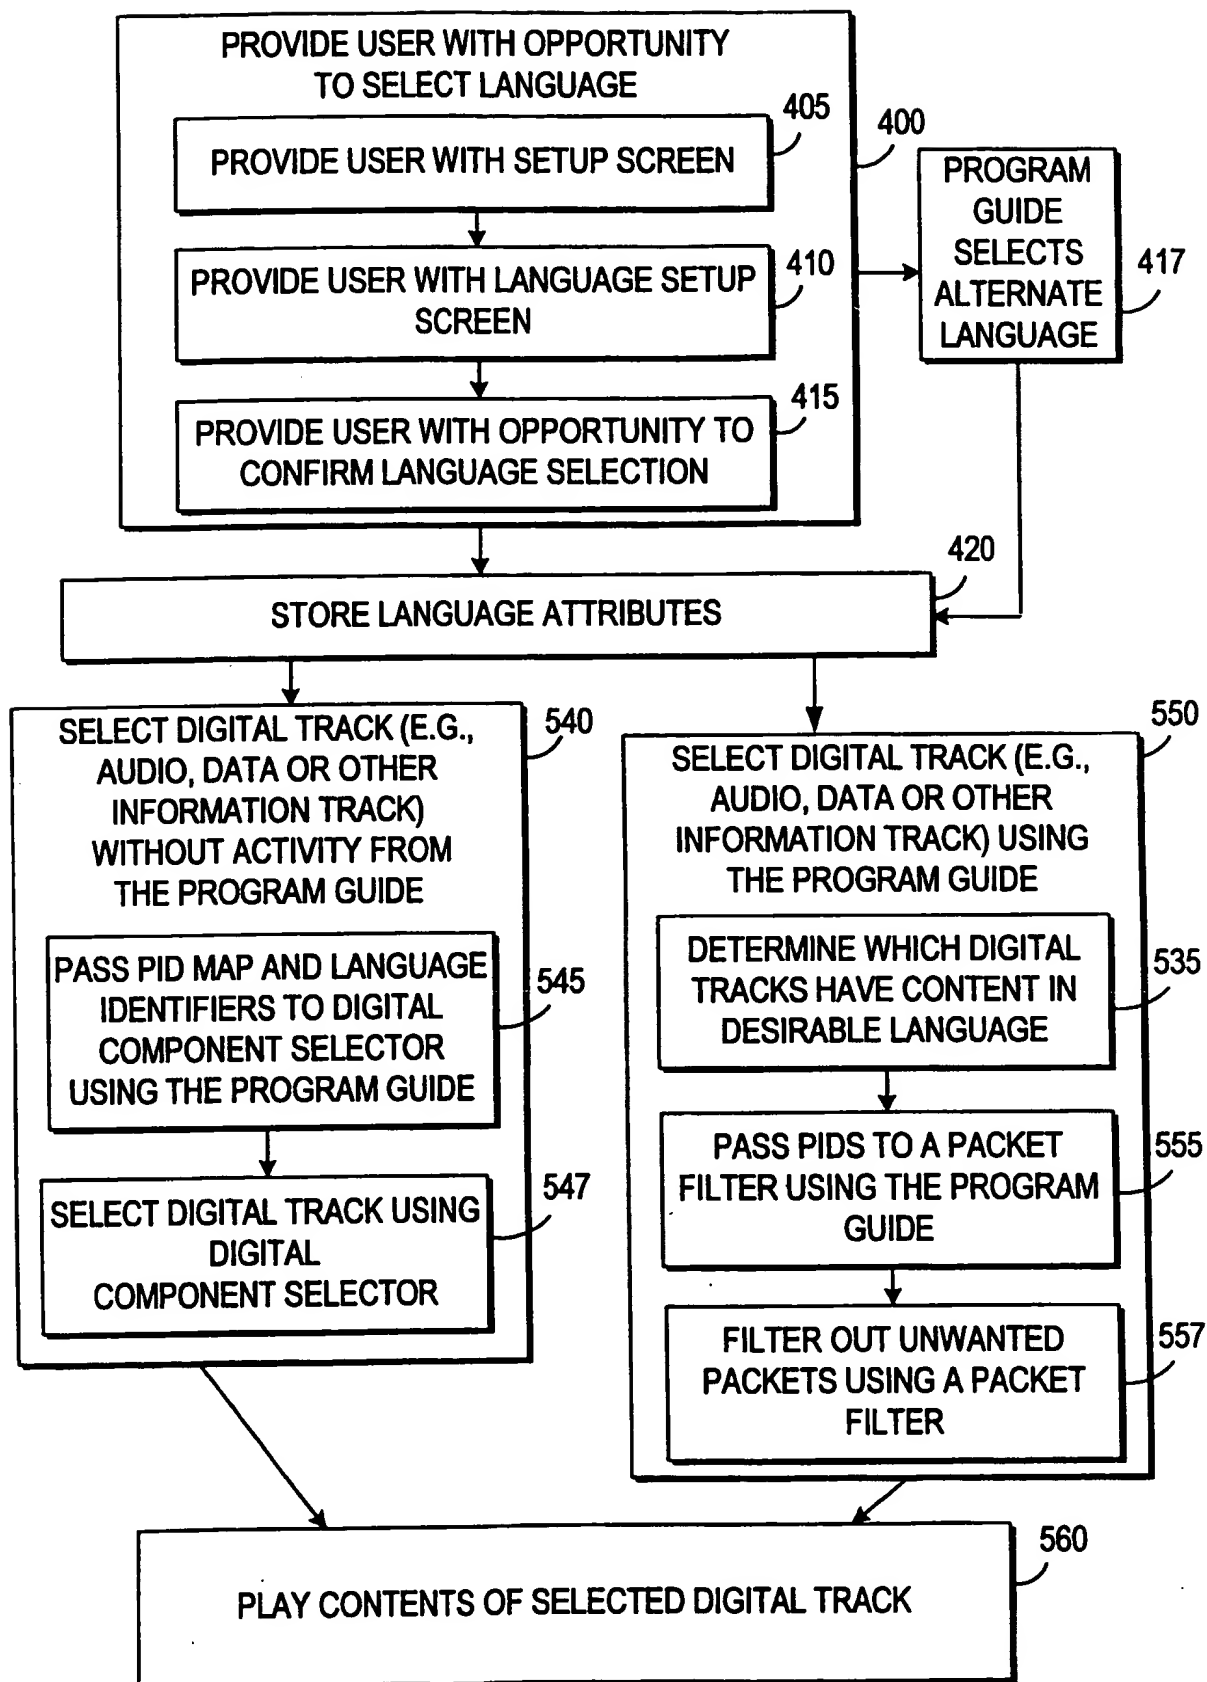 PROVIDE USER WITH OPPORTUNITY
TO SELECT LANGUAGE
405
400
PROVIDE USER WITH SETUP SCREEN
PROGRAM
GUIDE
SELECTS
ALTERNATE
LANGUAGE
417
410
PROVIDE USER WITH LANGUAGE SETUP
SCREEN
415
PROVIDE USER WITH OPPORTUNITY TO
CONFIRM LANGUAGE SELECTION
420
STORE LANGUAGE ATTRIBUTES
540
SELECT DIGITAL TRACK (E.G.,
AUDIO, DATA OR OTHER
INFORMATION TRACK)
WITHOUT ACTIVITY FROM
THE PROGRAM GUIDE
PASS PID MAP AND LANGUAGE
IDENTIFIERS TO DIGITAL
COMPONENT SELECTOR
USING THE PROGRAM GUIDE
545
547
SELECT DIGITAL TRACK USING
DIGITAL
COMPONENT SELECTOR
550
SELECT DIGITAL TRACK (E.G.,
AUDIO, DATA OR OTHER
INFORMATION TRACK) USING
THE PROGRAM GUIDE
DETERMINE WHICH DIGITAL
TRACKS HAVE CONTENT IN
DESIRABLE LANGUAGE
535
PASS PIDS TO A PACKET
FILTER USING THE PROGRAM
GUIDE
555
FILTER OUT UNWANTED
PACKETS USING A PACKET
FILTER
557
560
PLAY CONTENTS OF SELECTED DIGITAL TRACK